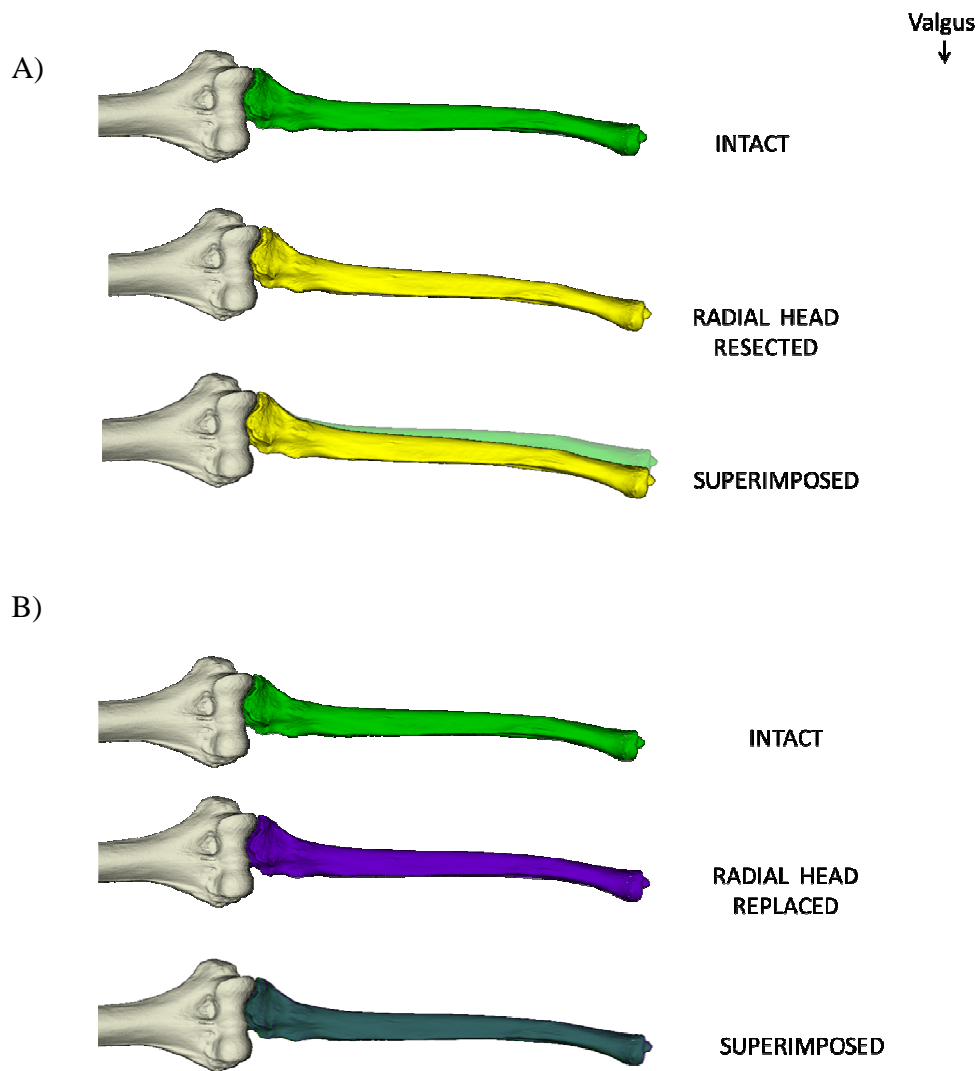 Valgus
A)
INTACT
RADIAL HEAD
RESECTED
SUPERIMPOSED
B)
INTACT
RADIAL HEAD
REPLACED
SUPERIMPOSED